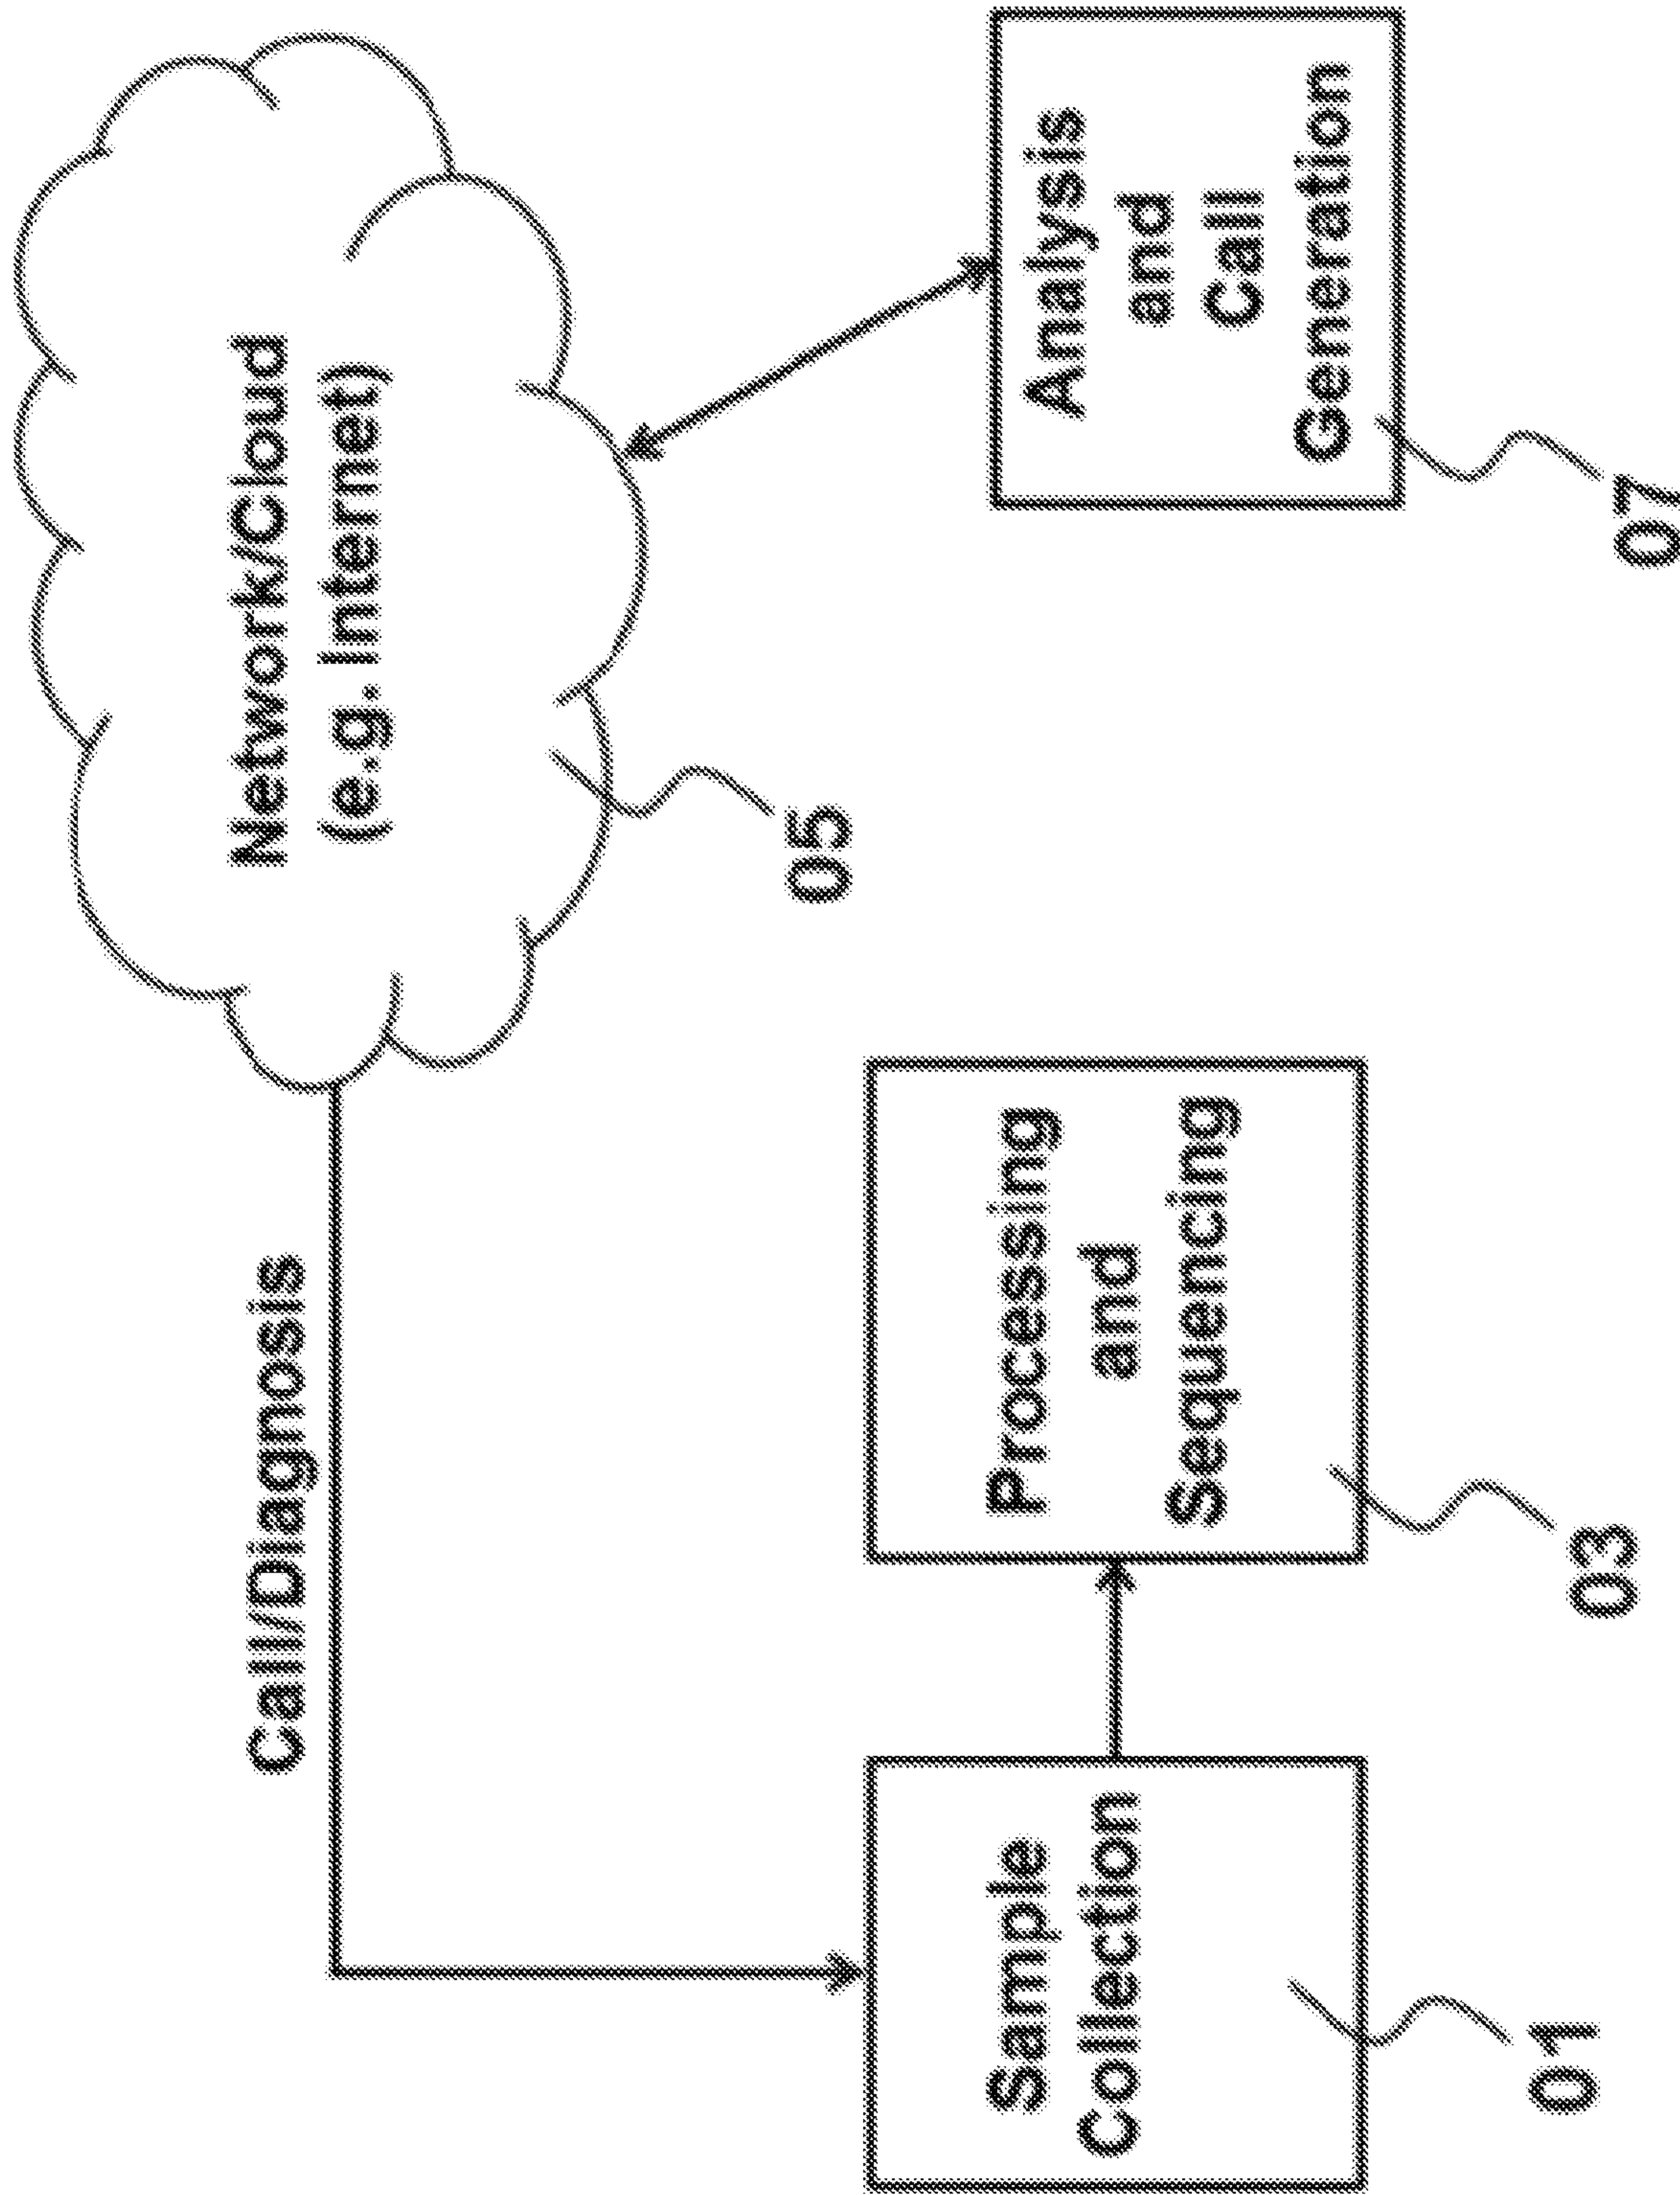 Network/Cloud
(e.g. Internet)
05
Call/Diagnosis
Sample
Collection
01
Processing
and
Sequencing
03
Analysis
and
Call
Generation
07